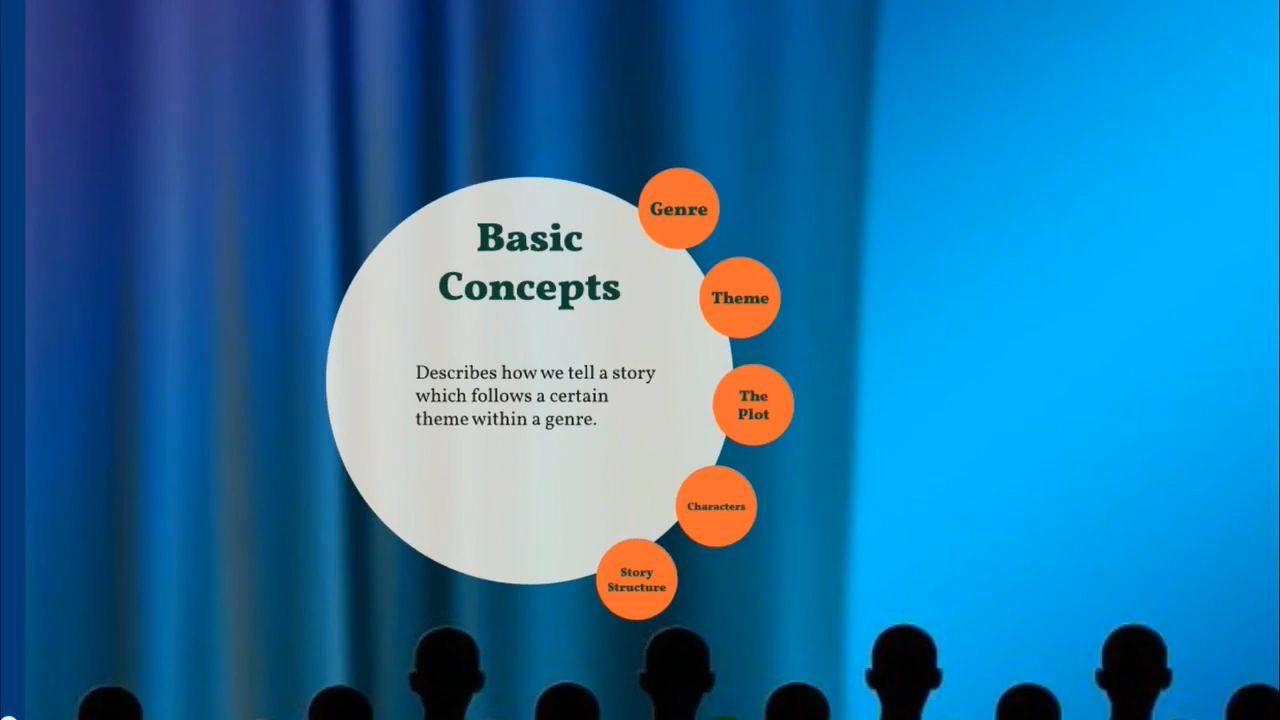 Basic
Concepts
Describes how we tell a story
which follows a certain
theme within a genre.
Genre
Theme
The
Plot
Characters
Story
Structure